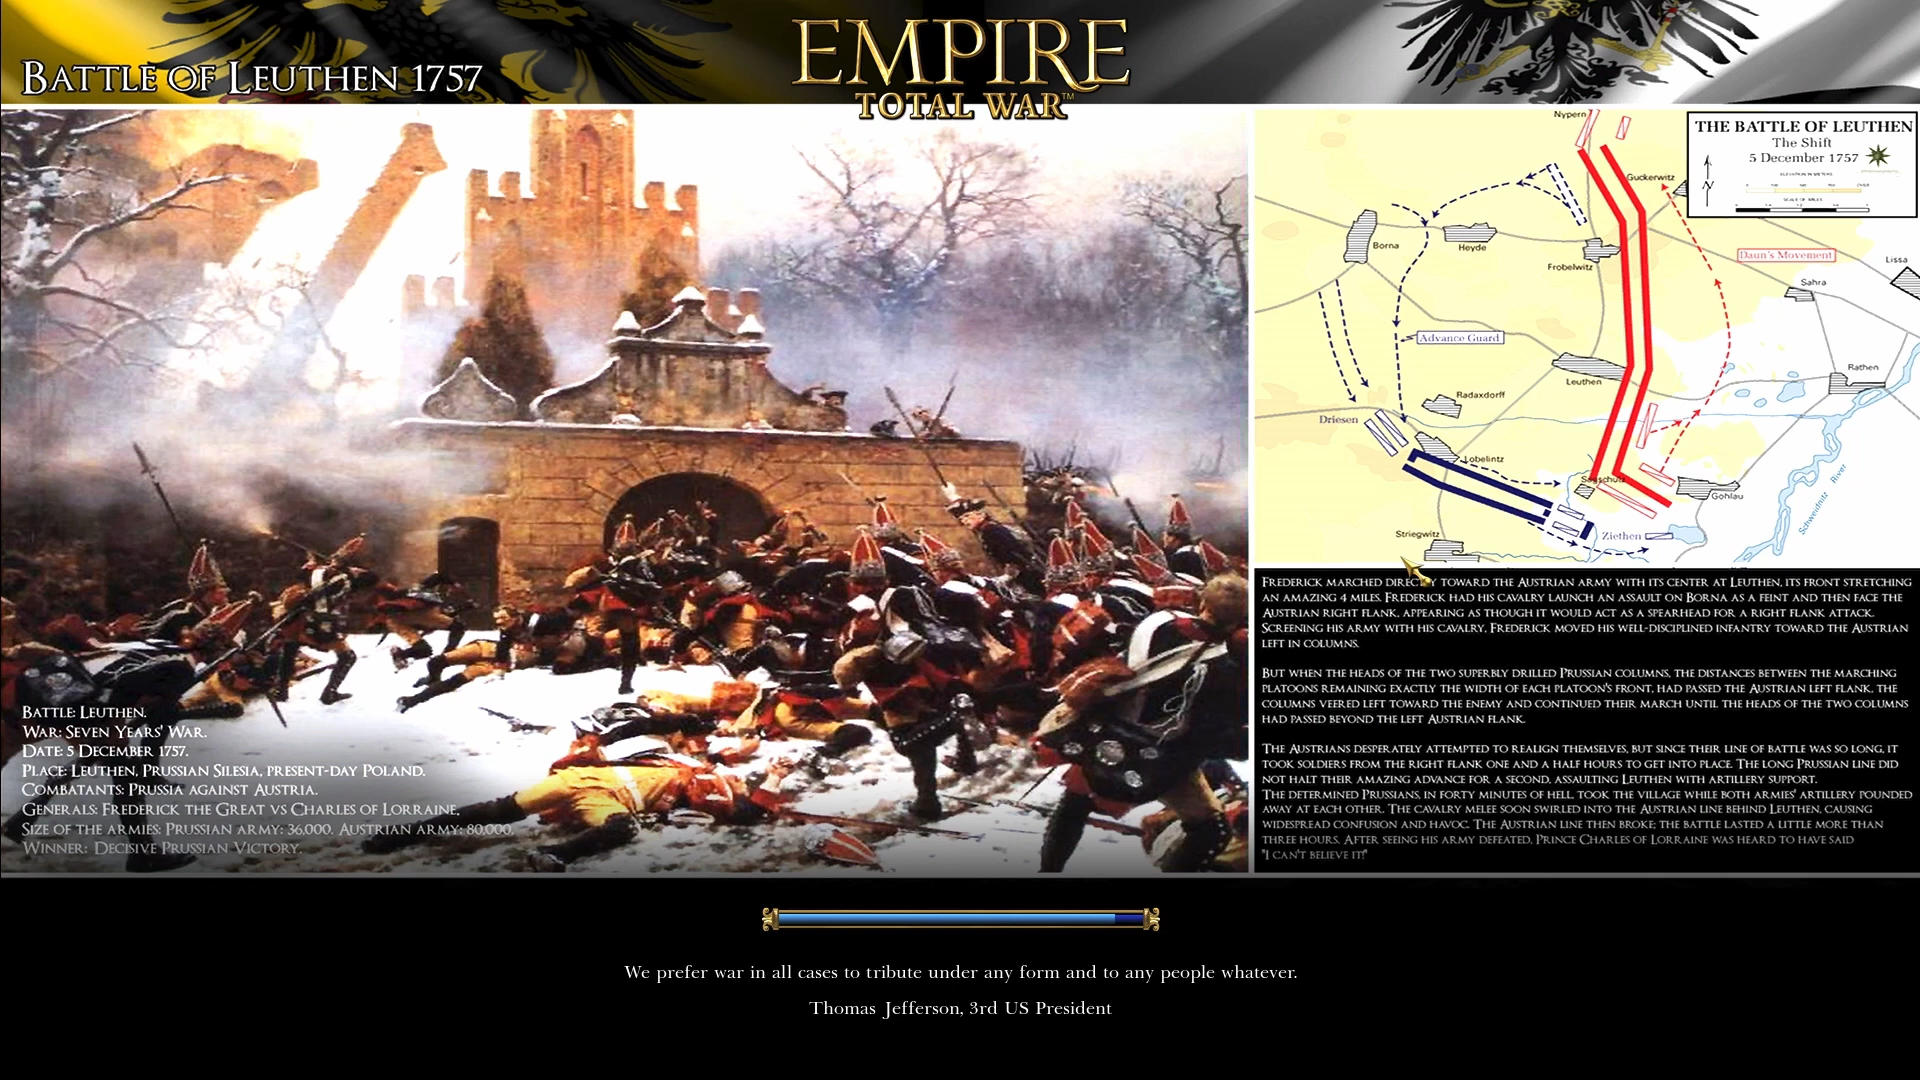 BATTLE OF LEUTHEN 1757
EMPIRE
TOTAL WAR™
BATTLE: LEUTHEN.
WAR: SEVEN YEARS' WAR.
DATE: 5 DECEMBER 1757.
PLACE: LEUTHEN, PRUSSIAN SILESIA, PRESENT-DAY POLAND.
COMBATANTS: PRUSSIA AGAINST AUSTRIA.
GENERALS: FREDERICK THE GREAT VS CHARLES OF LORRAINE.
SIZE OF THE ARMIES: PRUSSIAN ARMY: 36,000. AUSTRIAN ARMY: 80,000.
WINNER: DECISIVE PRUSSIAN VICTORY.
THE BATTLE OF LEUTHEN
The Shift
5 December 1757
ELEVATION IN METERS
SCALE OF MILES
N
Nypern
Guckerwitz
Borna
Heyde
Frobelwitz
Daun's Movement
Lissa
Sahra
Advance Guard
Leuthen
Rathen
Radaxdorff
Driesen
Lobelintz
Sagschutz
Gohlau
Schweidnitz River
Striegwitz
Ziethen
FREDERICK MARCHED DIRECTLY TOWARD THE AUSTRIAN ARMY WITH ITS CENTER AT LEUTHEN, ITS FRONT STRETCHING
AN AMAZING 4 MILES. FREDERICK HAD HIS CAVALRY LAUNCH AN ASSAULT ON BORNA AS A FEINT AND THEN FACE THE
AUSTRIAN RIGHT FLANK, APPEARING AS THOUGH IT WOULD ACT AS A SPEARHEAD FOR A RIGHT FLANK ATTACK.
SCREENING HIS ARMY WITH HIS CAVALRY, FREDERICK MOVED HIS WELL-DISCIPLINED INFANTRY TOWARD THE AUSTRIAN
LEFT IN COLUMNS.
BUT WHEN THE HEADS OF THE TWO SUPERBLY DRILLED PRUSSIAN COLUMNS, THE DISTANCES BETWEEN THE MARCHING
PLATOONS REMAINING EXACTLY THE WIDTH OF EACH PLATOON'S FRONT, HAD PASSED THE AUSTRIAN LEFT FLANK, THE
COLUMNS VEERED LEFT TOWARD THE ENEMY AND CONTINUED THEIR MARCH UNTIL THE HEADS OF THE TWO COLUMNS
HAD PASSED BEYOND THE LEFT AUSTRIAN FLANK.
THE AUSTRIANS DESPERATELY ATTEMPTED TO REALIGN THEMSELVES, BUT SINCE THEIR LINE OF BATTLE WAS SO LONG, IT
TOOK SOLDIERS FROM THE RIGHT FLANK ONE AND A HALF HOURS TO GET INTO PLACE. THE LONG PRUSSIAN LINE DID
NOT HALT THEIR AMAZING ADVANCE FOR A SECOND, ASSAULTING LEUTHEN WITH ARTILLERY SUPPORT.
THE DETERMINED PRUSSIANS, IN FORTY MINUTES OF HELL, TOOK THE VILLAGE WHILE BOTH ARMIES' ARTILLERY POUNDED
AWAY AT EACH OTHER. THE CAVALRY MELEE SOON SWIRLED INTO THE AUSTRIAN LINE BEHIND LEUTHEN, CAUSING
WIDESPREAD CONFUSION AND HAVOC. THE AUSTRIAN LINE THEN BROKE; THE BATTLE LASTED A LITTLE MORE THAN
THREE HOURS. AFTER SEEING HIS ARMY DEFEATED, PRINCE CHARLES OF LORRAINE WAS HEARD TO HAVE SAID
"I CAN'T BELIEVE IT!"
We prefer war in all cases to tribute under any form and to any people whatever.
Thomas Jefferson, 3rd US President